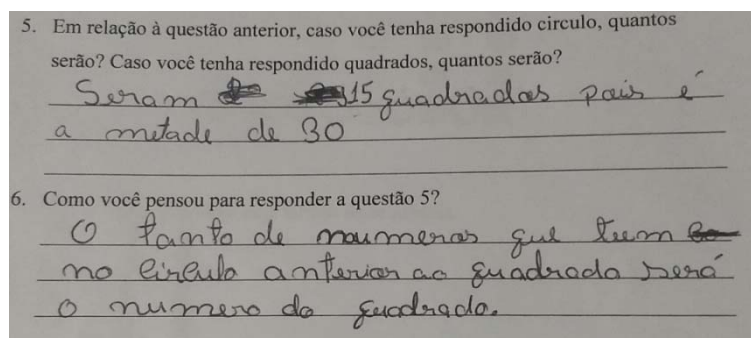 5. Em relação à questão anterior, caso você tenha respondido circulo, quantos
serão? Caso você tenha respondido quadrados, quantos serão?
Seram 15 quadrados pois é
a metade de 30
6. Como você pensou para responder a questão 5?
O tanto de noumeros que tem
no circulo anterior ao quadrado será
o numero do quadrado.